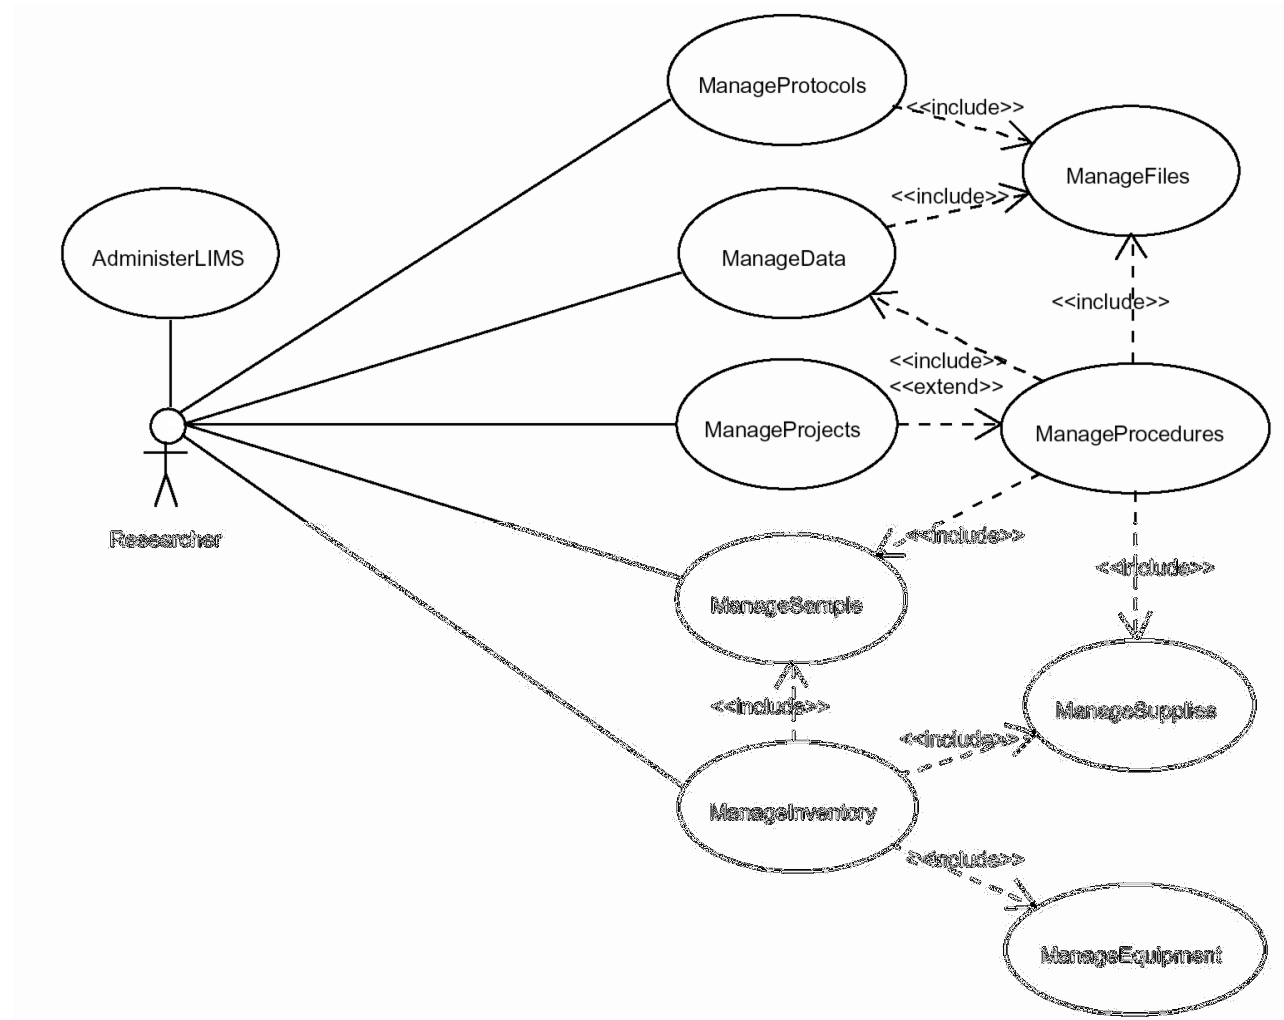 ManageProtocols
<<include>>
ManageFiles
<<include>>
AdministerLIMS
ManageData
<<include>>
<<include>>
<<extend>>
ManageProjects
ManageProcedures
Researcher
<<include>>
<<include>>
ManageSample
<<include>>
ManageSupplies
<<include>>
ManageInventory
<<include>>
ManageEquipment